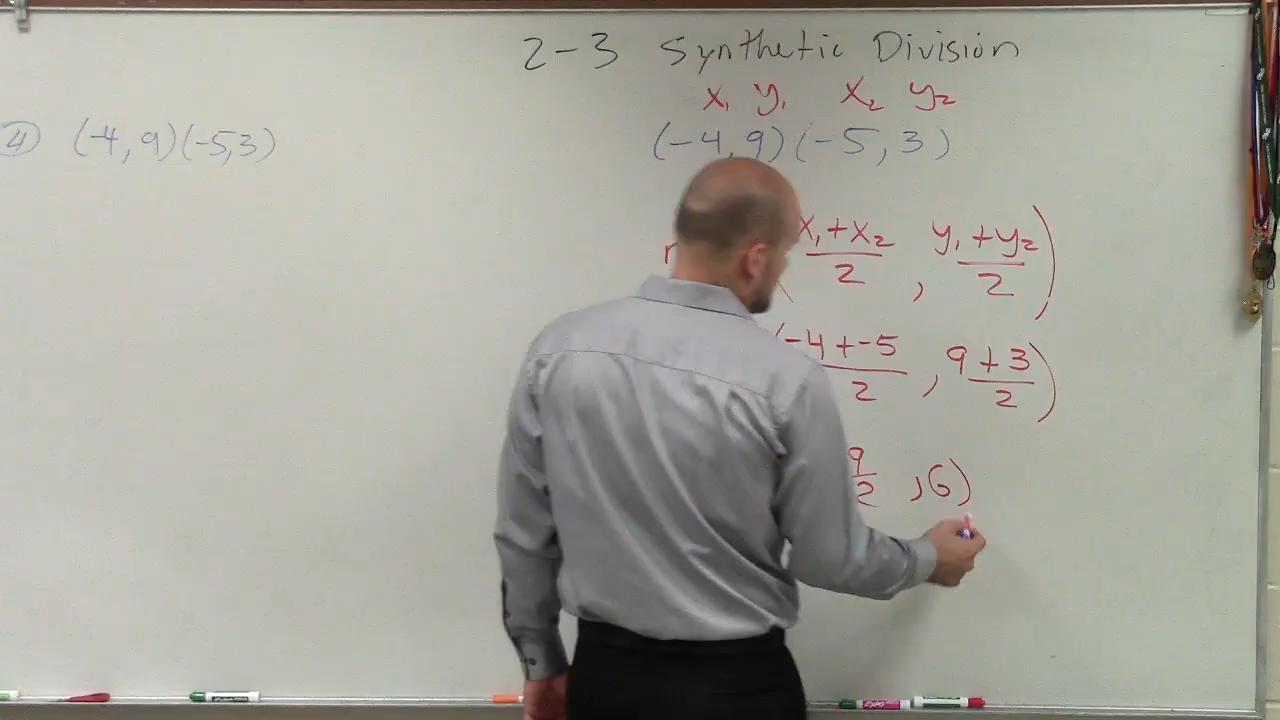 2-3 Synthetic Division
x₁ y₁ x₂ y₂
④ (-4, 9)(-5,3)
(-4, 9)(-5, 3)
x₁+x₂/2 , y₁+y₂/2)
(-4+-5/2 , 9+3/2)
9/2 , 6)